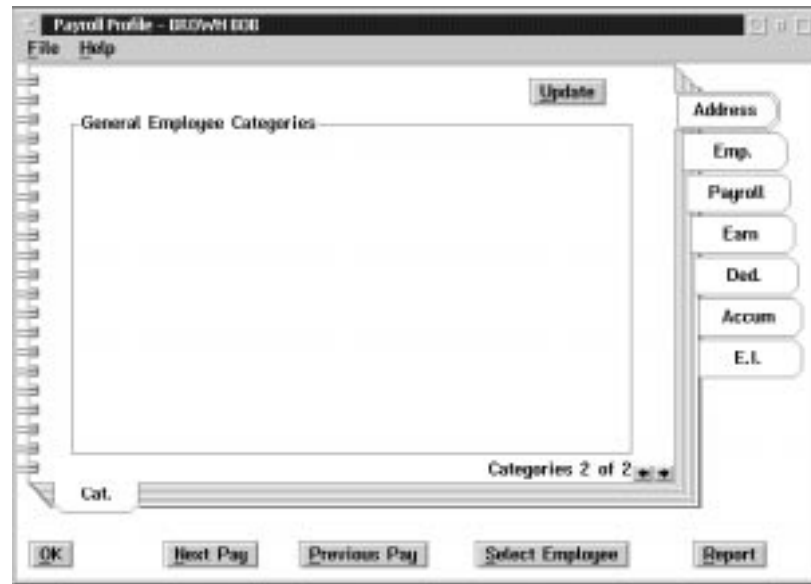 Payroll Profile - BROWN BOB
File Help
Update
General Employee Categories
Address
Emp.
Payroll
Earn
Ded.
Accum
E.I.
Categories 2 of 2
Cat.
OK
Next Pay
Previous Pay
Select Employee
Report